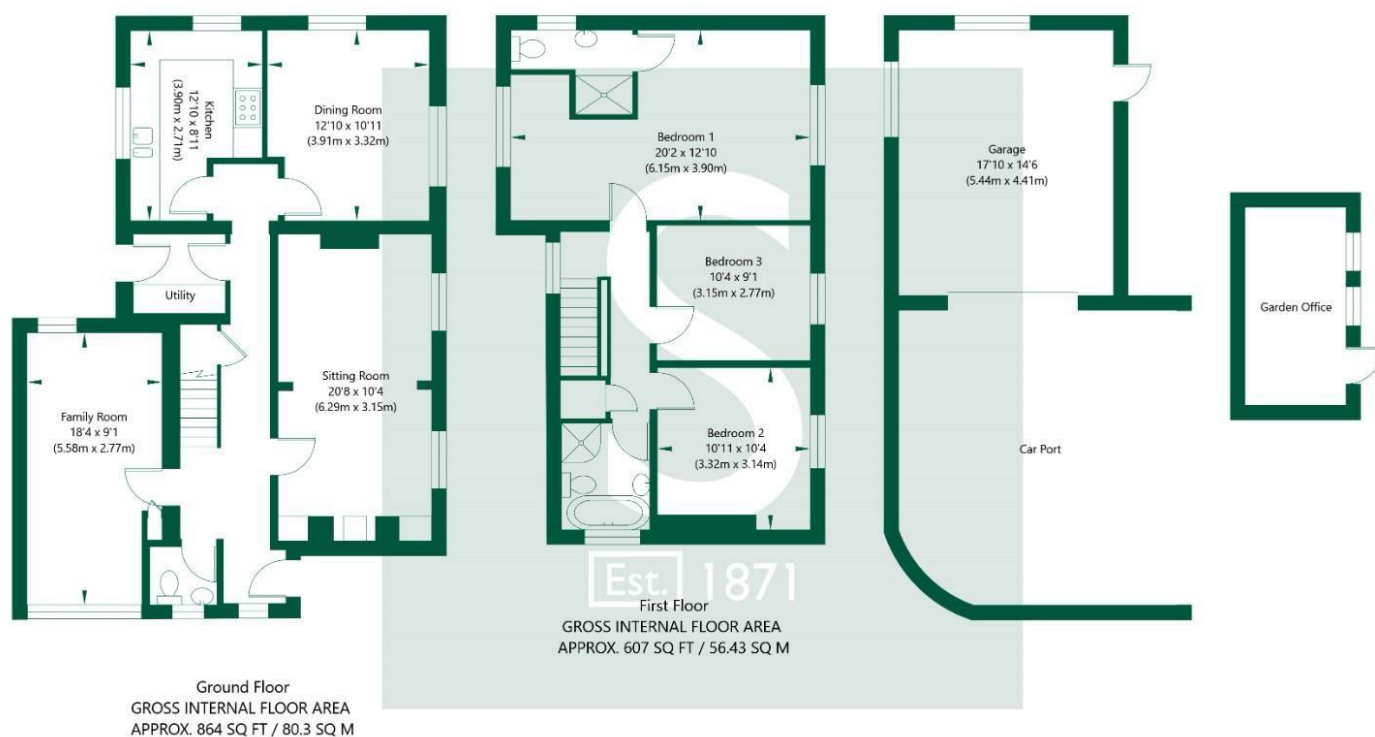 Kitchen
12'10 x 8'11
(3.90m x 2.71m)
Dining Room
12'10 x 10'11
(3.91m x 3.32m)
Utility
Family Room
18'4 x 9'1
(5.58m x 2.77m)
Sitting Room
20'8 x 10'4
(6.29m x 3.15m)
Ground Floor
GROSS INTERNAL FLOOR AREA
APPROX. 864 SQ FT / 80.3 SQ M
Bedroom 1
20'2 x 12'10
(6.15m x 3.90m)
Bedroom 3
10'4 x 9'1
(3.15m x 2.77m)
Bedroom 2
10'11 x 10'4
(3.32m x 3.14m)
S
Est. 1871
First Floor
GROSS INTERNAL FLOOR AREA
APPROX. 607 SQ FT / 56.43 SQ M
Garage
17'10 x 14'6
(5.44m x 4.41m)
Car Port
Garden Office